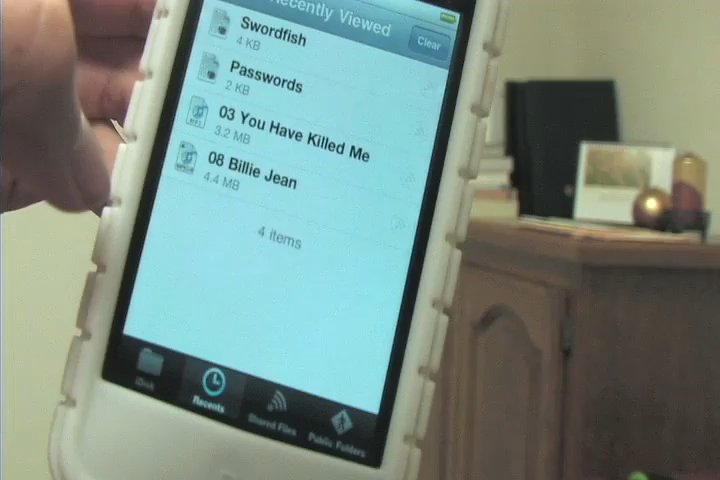 Recently Viewed
Clear
Swordfish
4 KB
Passwords
2 KB
03 You Have Killed Me
3.2 MB
08 Billie Jean
4.4 MB
4 items
iDisk
Recents
Shared Files
Public Folders